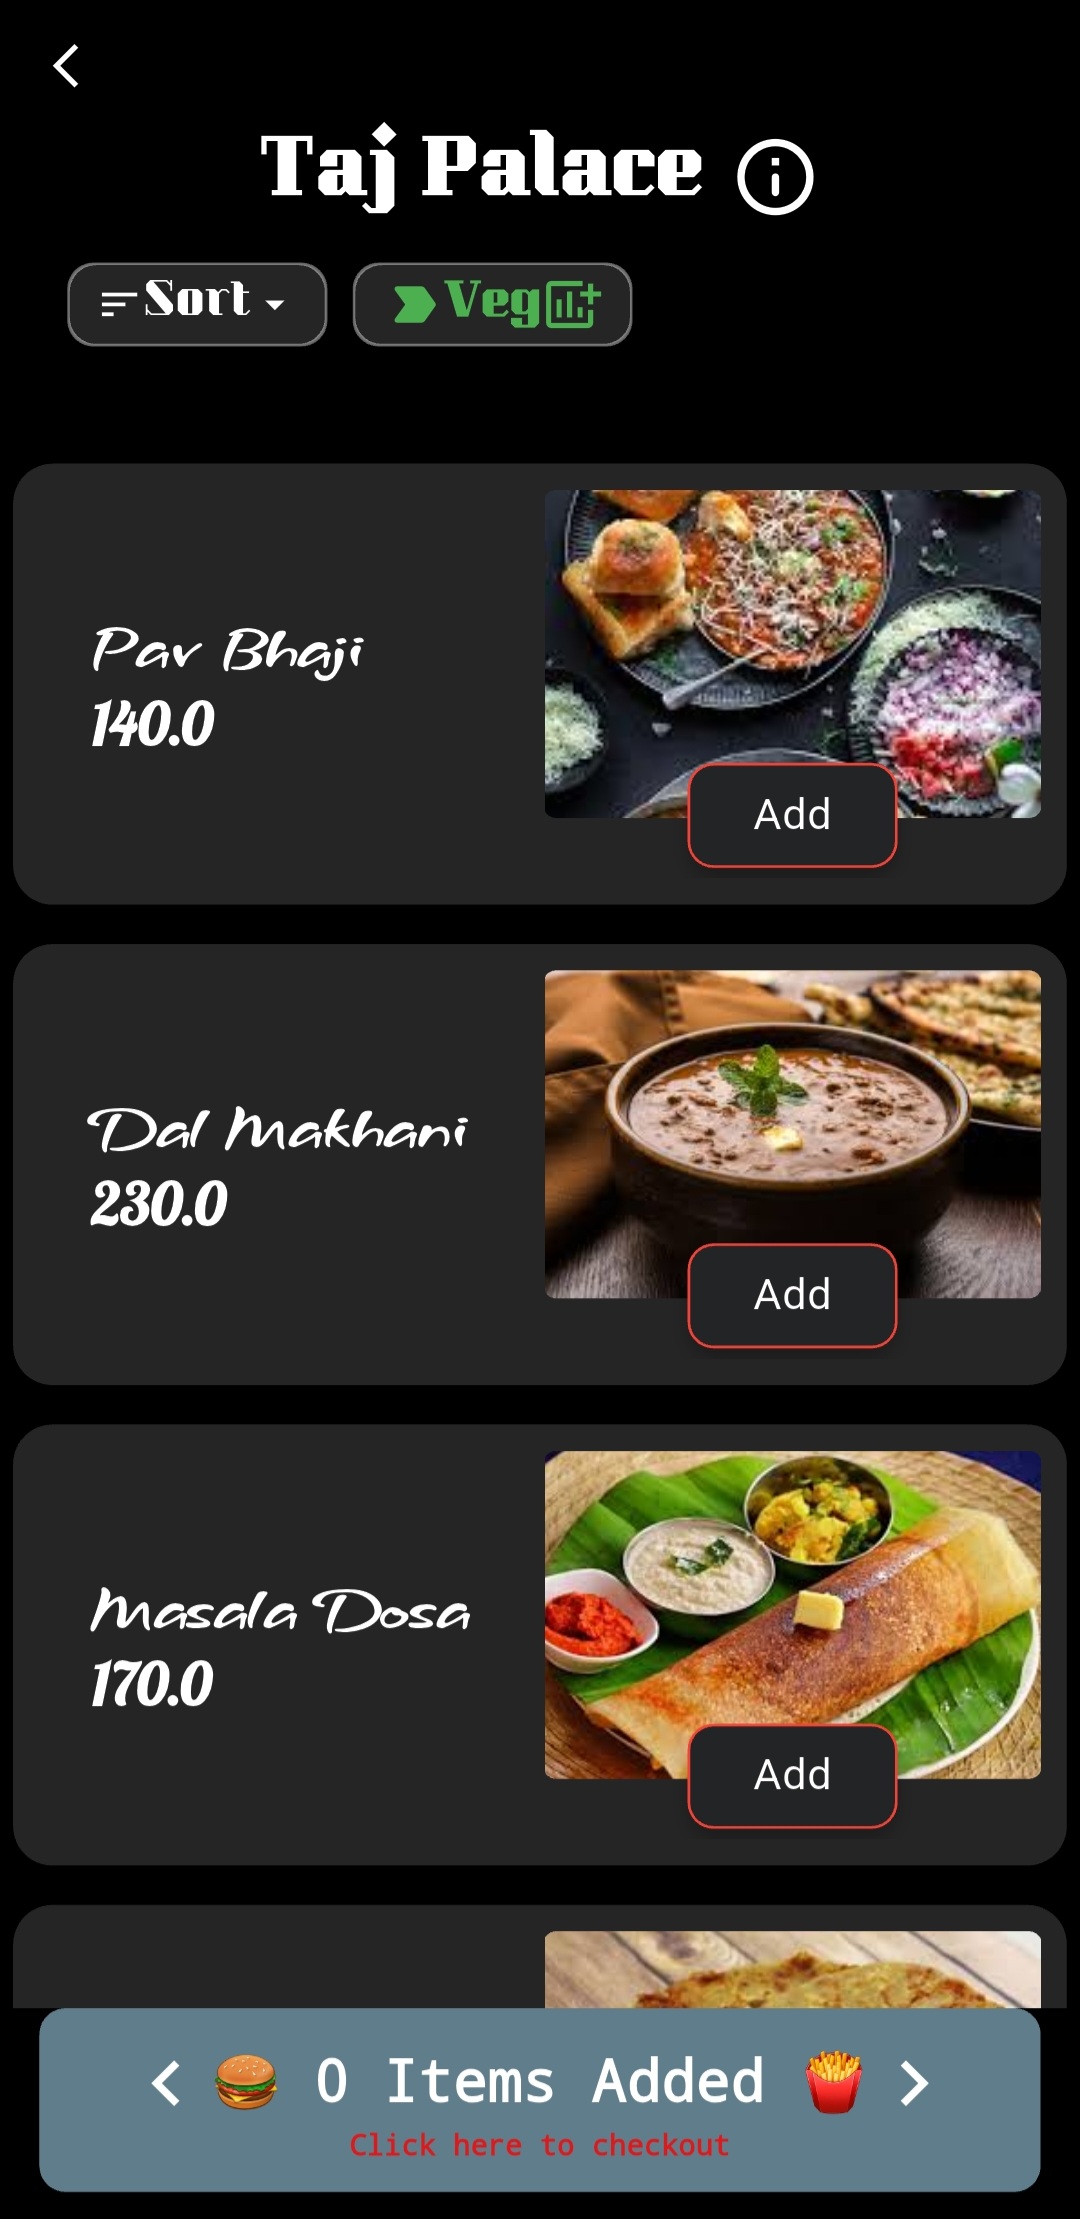 Taj Palace
Sort
Veg
Pav Bhaji
140.0
Add
Dal Makhani
230.0
Add
Masala Dosa
170.0
Add
0 Items Added
Click here to checkout